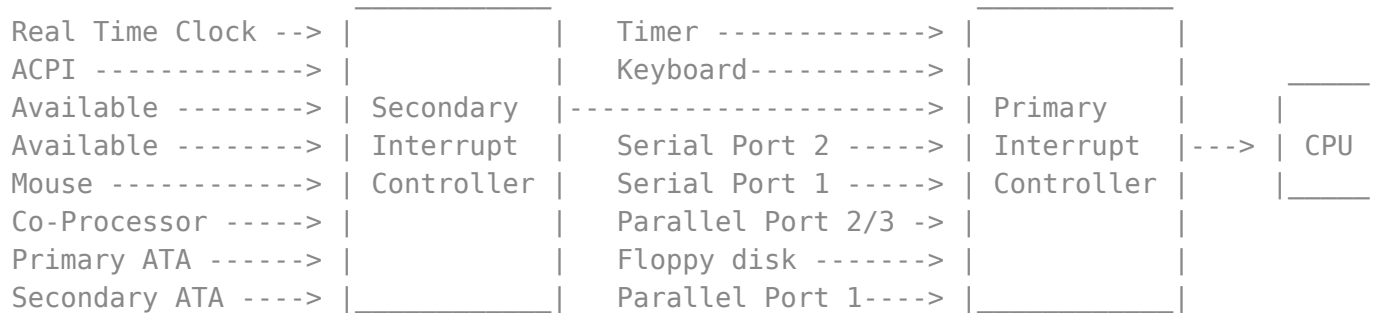 ____________                          ____________
Real Time Clock --> |            |   Timer -------------> |            |
ACPI -------------> |            |   Keyboard-----------> |            |      _____
Available --------> | Secondary  |----------------------> | Primary    |     |
Available --------> | Interrupt  |   Serial Port 2 -----> | Interrupt  |---> | CPU
Mouse ------------> | Controller |   Serial Port 1 -----> | Controller |     |_____
Co-Processor -----> |            |   Parallel Port 2/3 -> |            |
Primary ATA ------> |            |   Floppy disk -------> |            |
Secondary ATA ----> |____________|   Parallel Port 1----> |____________|